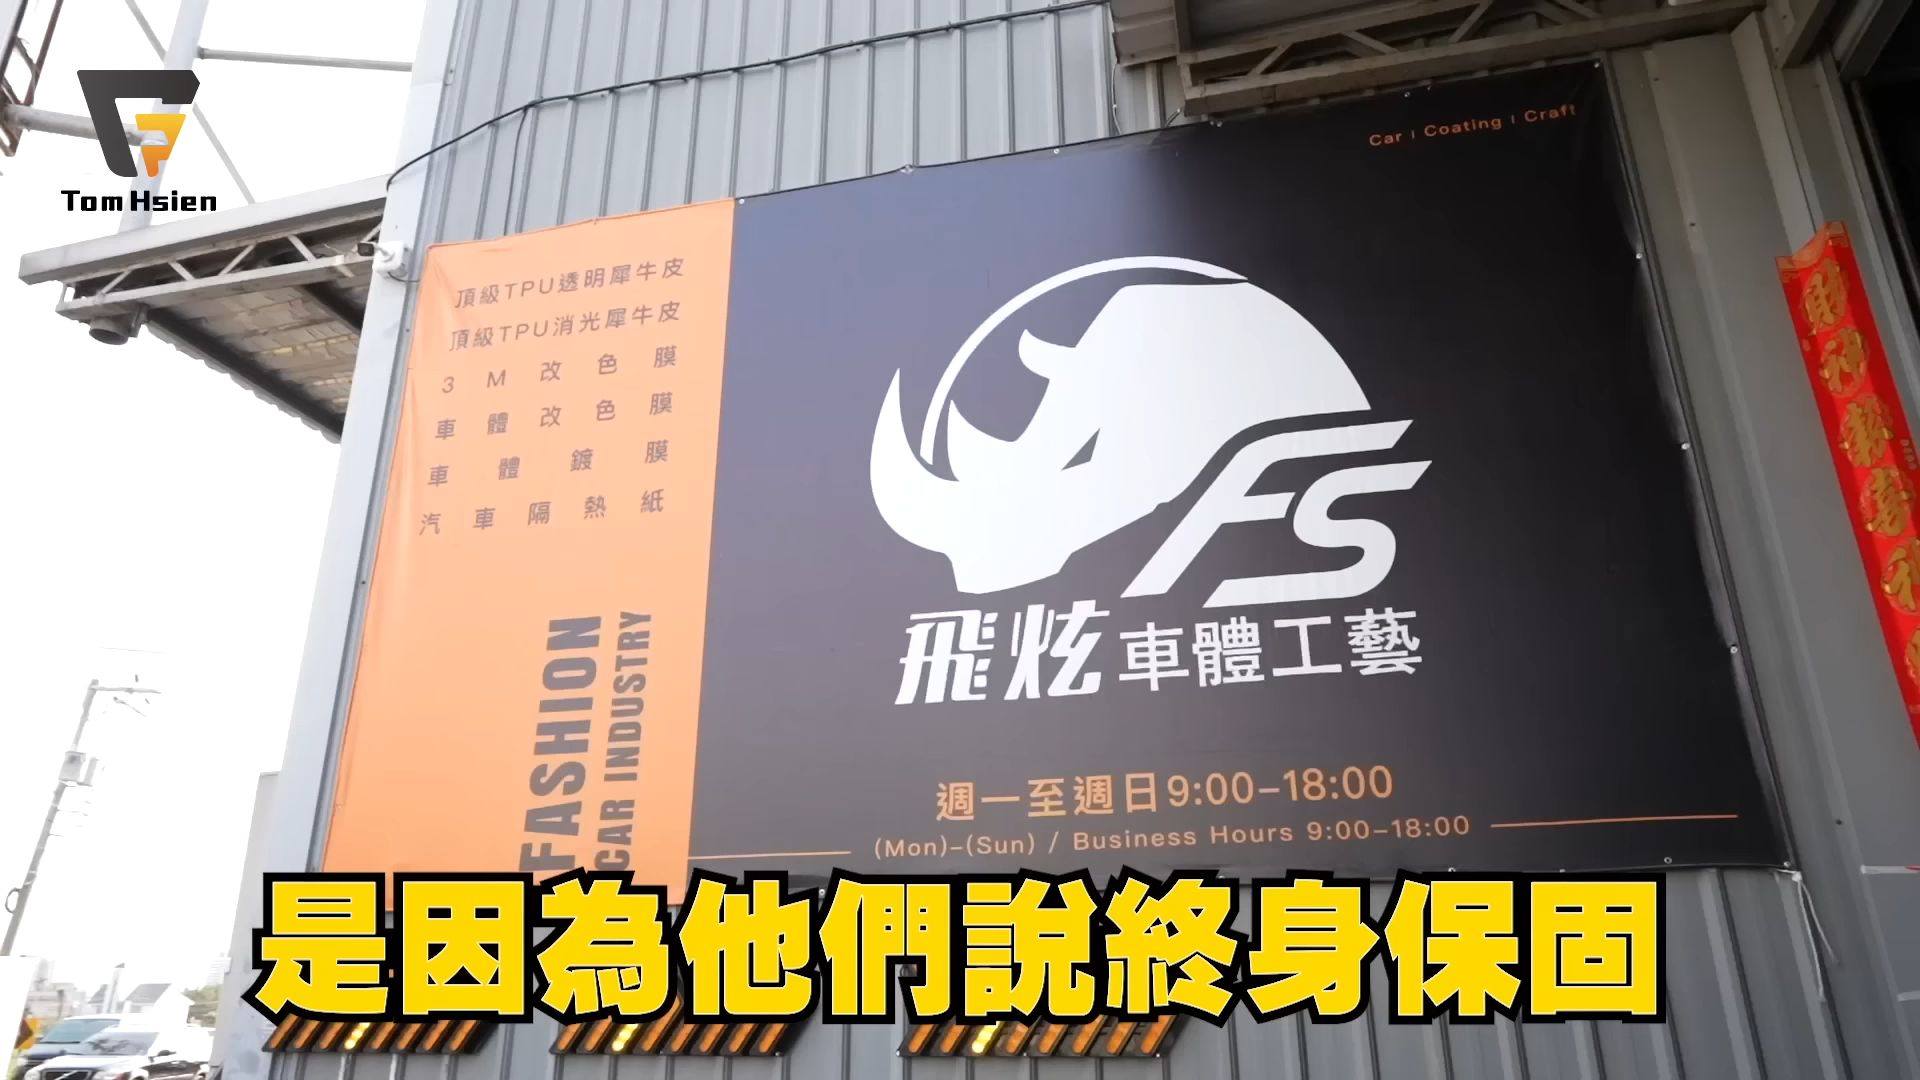 Tom Hsien
Car | Coating | Craft
頂級TPU透明犀牛皮
頂級TPU消光犀牛皮
3M改色膜
車體改色膜
車體鍍膜
汽車隔熱紙
FASHION
CAR INDUSTRY
FS
飛炫車體工藝
週一至週日9:00-18:00
(Mon)-(Sun) / Business Hours 9:00-18:00
財神
是因為他們說終身保固